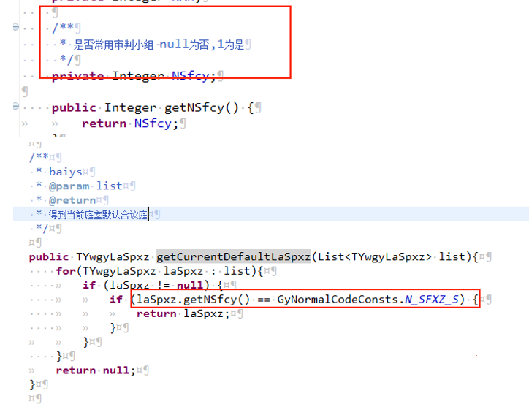 /**
* 是否常用审判小组 null为否,1为是
*/
private Integer NSfcy;
public Integer getNSfcy() {
return NSfcy;
/**
* baiys
* @param list
* @return
* 得到当前庭室默认合议庭
*/
public TYwgyLaSpxz getCurrentDefaultLaSpxz(List<TYwgyLaSpxz> list){
for(TYwgyLaSpxz laSpxz : list){
if (laSpxz != null) {
if (laSpxz.getNSfcy() == GyNormalCodeConsts.N_SFXZ_S) {
return laSpxz;
}
}
}
return null;
}